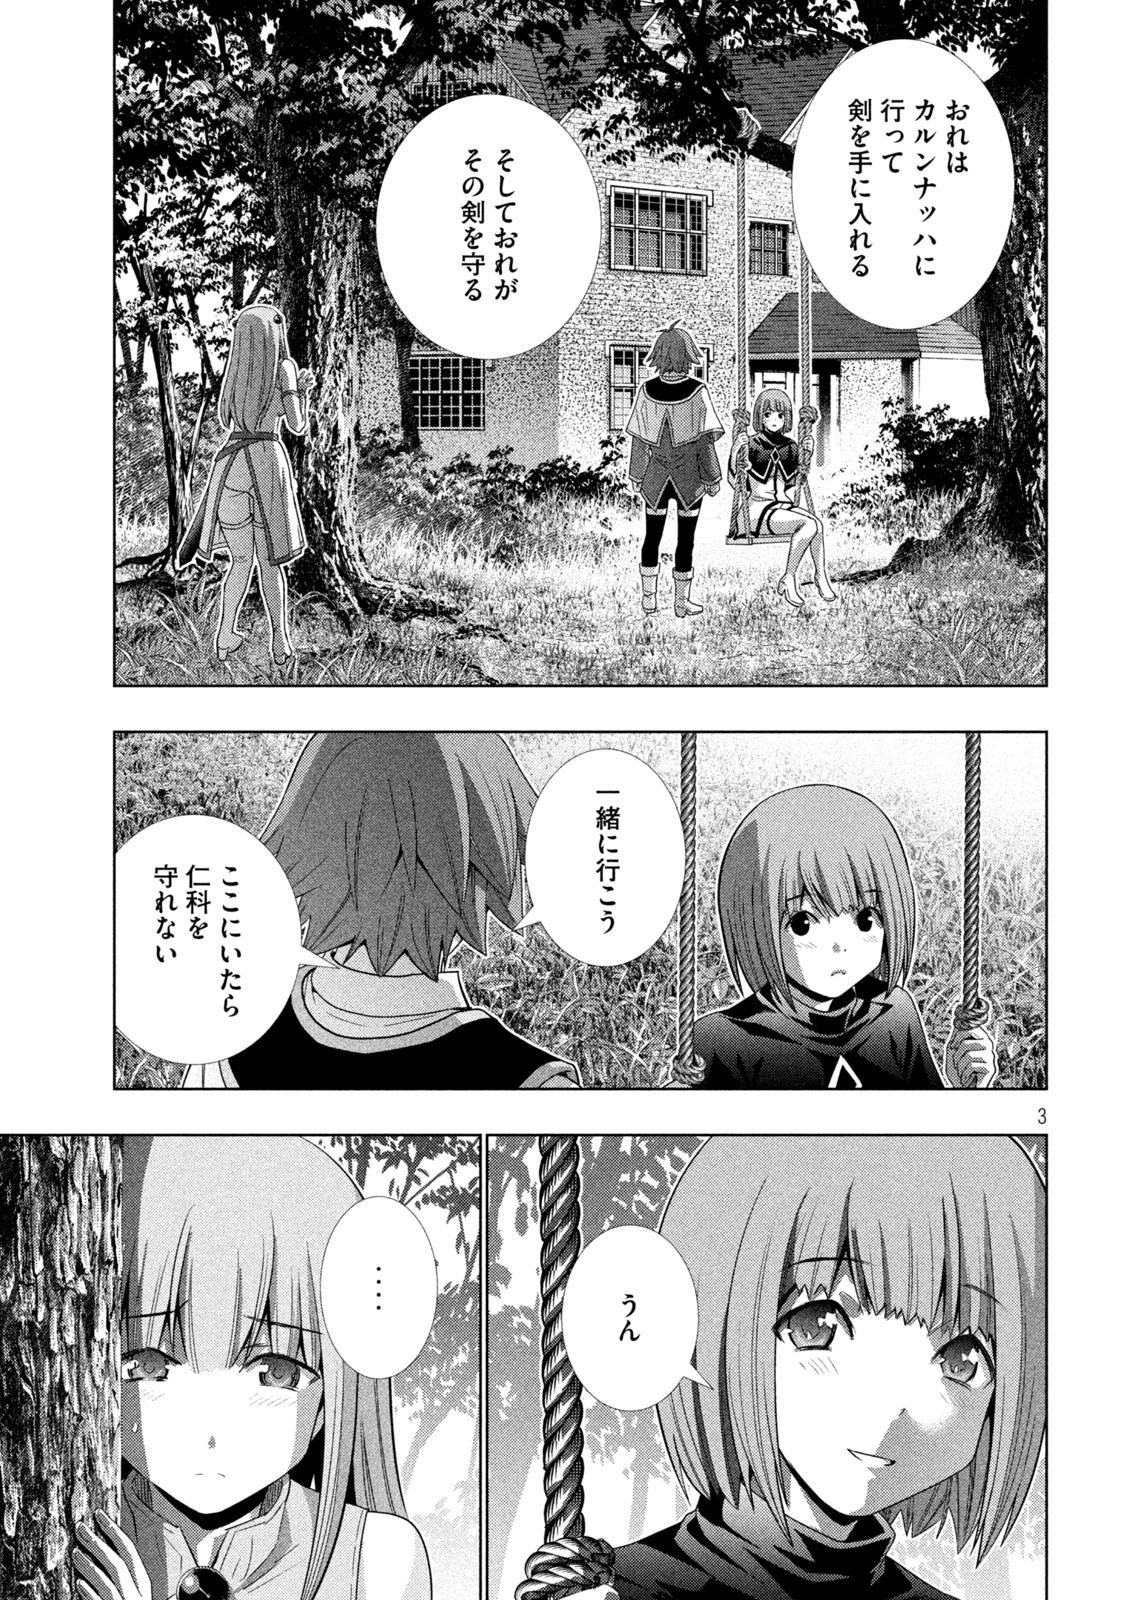 おれは
カルンナッハに
行って
剣を手に入れる
そしておれが
その剣を守る
一緒に行こう
ここにいたら
仁科を
守れない
3
うん
‥‥